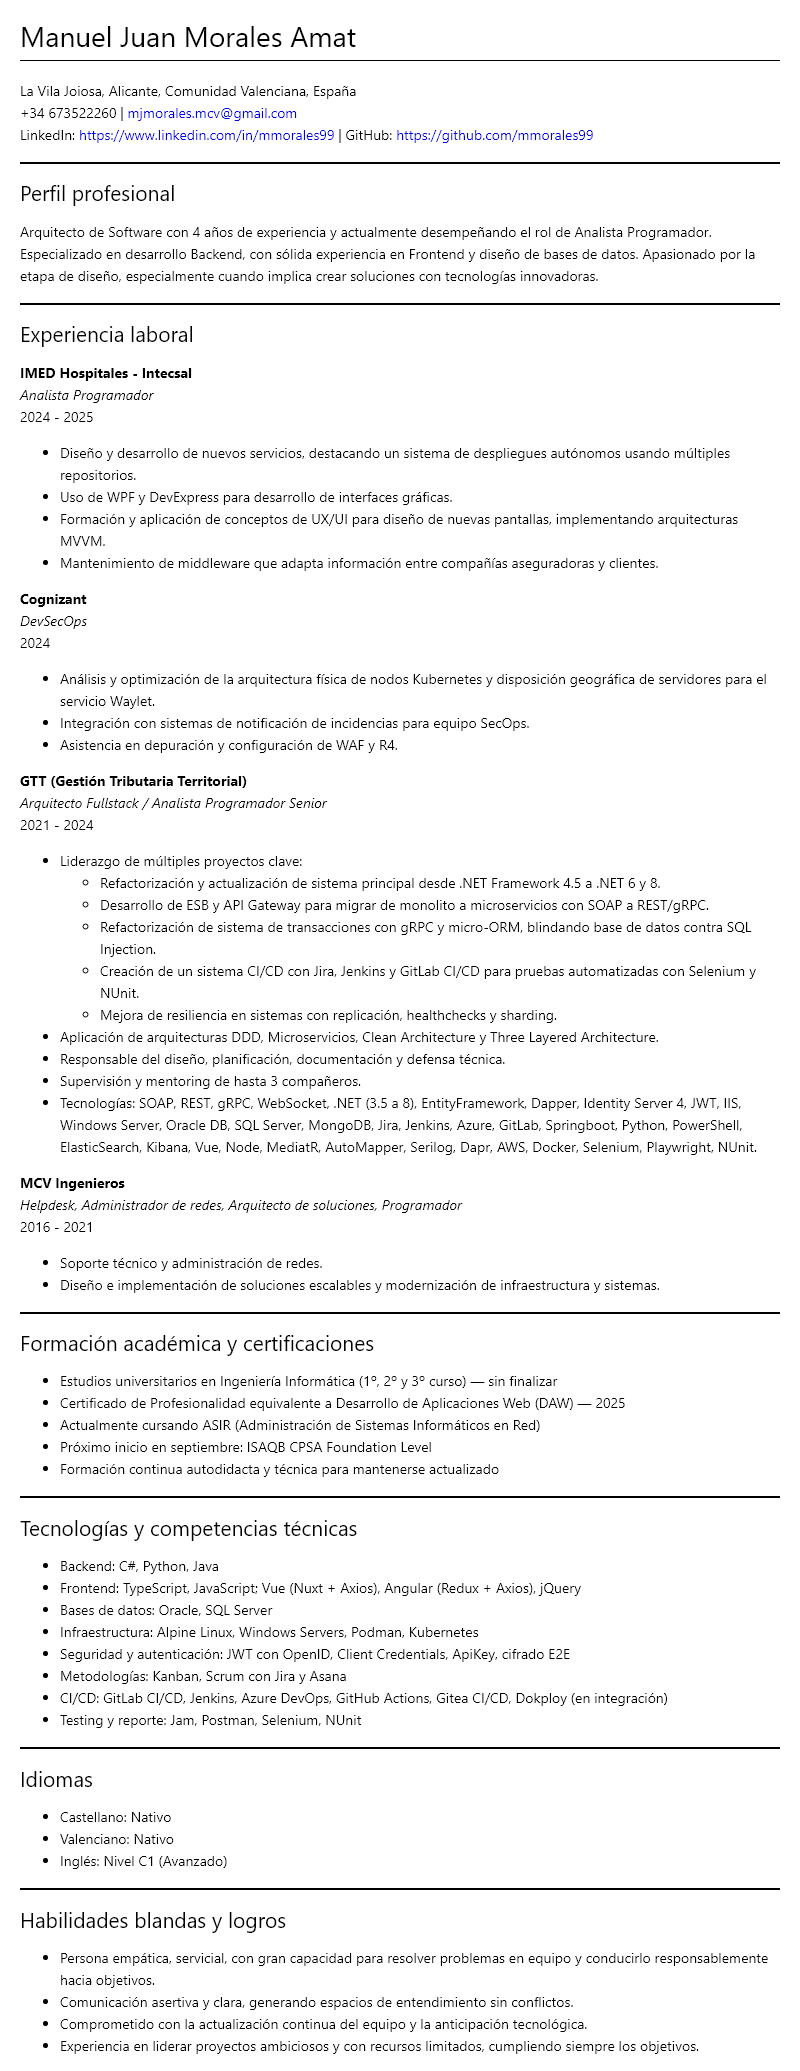 Manuel Juan Morales Amat
La Vila Joiosa, Alicante, Comunidad Valenciana, España
+34 673522260 | mjmorales.mcv@gmail.com
LinkedIn: https://www.linkedin.com/in/mmorales99 | GitHub: https://github.com/mmorales99
Perfil profesional
Arquitecto de Software con 4 años de experiencia y actualmente desempeñando el rol de Analista Programador.
Especializado en desarrollo Backend, con sólida experiencia en Frontend y diseño de bases de datos. Apasionado por la
etapa de diseño, especialmente cuando implica crear soluciones con tecnologías innovadoras.
Experiencia laboral
IMED Hospitales - Intecsal
Analista Programador
2024 - 2025
• Diseño y desarrollo de nuevos servicios, destacando un sistema de despliegues autónomos usando múltiples
repositorios.
• Uso de WPF y DevExpress para desarrollo de interfaces gráficas.
• Formación y aplicación de conceptos de UX/UI para diseño de nuevas pantallas, implementando arquitecturas
MVVM.
• Mantenimiento de middleware que adapta información entre compañías aseguradoras y clientes.
Cognizant
DevSecOps
2024
• Análisis y optimización de la arquitectura física de nodos Kubernetes y disposición geográfica de servidores para el
servicio Waylet.
• Integración con sistemas de notificación de incidencias para equipo SecOps.
• Asistencia en depuración y configuración de WAF y R4.
GTT (Gestión Tributaria Territorial)
Arquitecto Fullstack / Analista Programador Senior
2021 - 2024
• Liderazgo de múltiples proyectos clave:
◦ Refactorización y actualización de sistema principal desde .NET Framework 4.5 a .NET 6 y 8.
◦ Desarrollo de ESB y API Gateway para migrar de monolito a microservicios con SOAP a REST/gRPC.
◦ Refactorización de sistema de transacciones con gRPC y micro-ORM, blindando base de datos contra SQL
Injection.
◦ Creación de un sistema CI/CD con Jira, Jenkins y GitLab CI/CD para pruebas automatizadas con Selenium y
NUnit.
◦ Mejora de resiliencia en sistemas con replicación, healthchecks y sharding.
• Aplicación de arquitecturas DDD, Microservicios, Clean Architecture y Three Layered Architecture.
• Responsable del diseño, planificación, documentación y defensa técnica.
• Supervisión y mentoring de hasta 3 compañeros.
• Tecnologías: SOAP, REST, gRPC, WebSocket, .NET (3.5 a 8), EntityFramework, Dapper, Identity Server 4, JWT, IIS,
Windows Server, Oracle DB, SQL Server, MongoDB, Jira, Jenkins, Azure, GitLab, Springboot, Python, PowerShell,
ElasticSearch, Kibana, Vue, Node, MediatR, AutoMapper, Serilog, Dapr, AWS, Docker, Selenium, Playwright, NUnit.
MCV Ingenieros
Helpdesk, Administrador de redes, Arquitecto de soluciones, Programador
2016 - 2021
• Soporte técnico y administración de redes.
• Diseño e implementación de soluciones escalables y modernización de infraestructura y sistemas.
Formación académica y certificaciones
• Estudios universitarios en Ingeniería Informática (1º, 2º y 3º curso) — sin finalizar
• Certificado de Profesionalidad equivalente a Desarrollo de Aplicaciones Web (DAW) — 2025
• Actualmente cursando ASIR (Administración de Sistemas Informáticos en Red)
• Próximo inicio en septiembre: ISAQB CPSA Foundation Level
• Formación continua autodidacta y técnica para mantenerse actualizado
Tecnologías y competencias técnicas
• Backend: C#, Python, Java
• Frontend: TypeScript, JavaScript; Vue (Nuxt + Axios), Angular (Redux + Axios), jQuery
• Bases de datos: Oracle, SQL Server
• Infraestructura: Alpine Linux, Windows Servers, Podman, Kubernetes
• Seguridad y autenticación: JWT con OpenID, Client Credentials, ApiKey, cifrado E2E
• Metodologías: Kanban, Scrum con Jira y Asana
• CI/CD: GitLab CI/CD, Jenkins, Azure DevOps, GitHub Actions, Gitea CI/CD, Dokploy (en integración)
• Testing y reporte: Jam, Postman, Selenium, NUnit
Idiomas
• Castellano: Nativo
• Valenciano: Nativo
• Inglés: Nivel C1 (Avanzado)
Habilidades blandas y logros
• Persona empática, servicial, con gran capacidad para resolver problemas en equipo y conducirlo responsablemente
hacia objetivos.
• Comunicación asertiva y clara, generando espacios de entendimiento sin conflictos.
• Comprometido con la actualización continua del equipo y la anticipación tecnológica.
• Experiencia en liderar proyectos ambiciosos y con recursos limitados, cumpliendo siempre los objetivos.